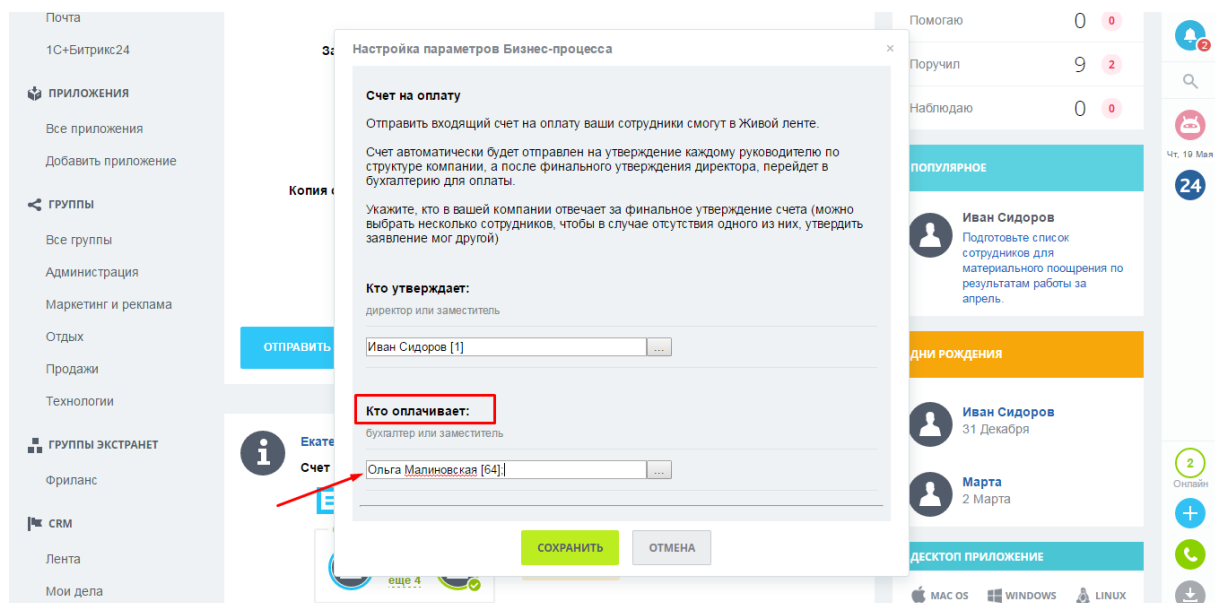 Почта
1С+Битрикс24
ПРИЛОЖЕНИЯ
Все приложения
Добавить приложение
ГРУППЫ
Все группы
Администрация
Маркетинг и реклама
Отдых
Продажи
Технологии
ГРУППЫ ЭКСТРАНЕТ
Фриланс
CRM
Лента
Мои дела
За
Копия с
ОТПРАВИТЬ
Екате
Счет
еще 4
Настройка параметров Бизнес-процесса
×
Счет на оплату
Отправить входящий счет на оплату ваши сотрудники смогут в Живой ленте.
Счет автоматически будет отправлен на утверждение каждому руководителю по
структуре компании, а после финального утверждения директора, перейдет в
бухгалтерию для оплаты.
Укажите, кто в вашей компании отвечает за финальное утверждение счета (можно
выбрать несколько сотрудников, чтобы в случае отсутствия одного из них, утвердить
заявление мог другой)
Кто утверждает:
директор или заместитель
Иван Сидоров [1]
...
Кто оплачивает:
бухгалтер или заместитель
Ольга Малиновская [64];
...
СОХРАНИТЬ
ОТМЕНА
Помогаю 0 0
Поручил 9 2
Наблюдаю 0 0
ПОПУЛЯРНОЕ
Иван Сидоров
Подготовьте список
сотрудников для
материального поощрения по
результатам работы за
апрель.
ДНИ РОЖДЕНИЯ
Иван Сидоров
31 Декабря
Марта
2 Марта
ДЕСКТОП ПРИЛОЖЕНИЕ
MAC OS WINDOWS LINUX
2
Чт, 19 Мая
24
2
Онлайн